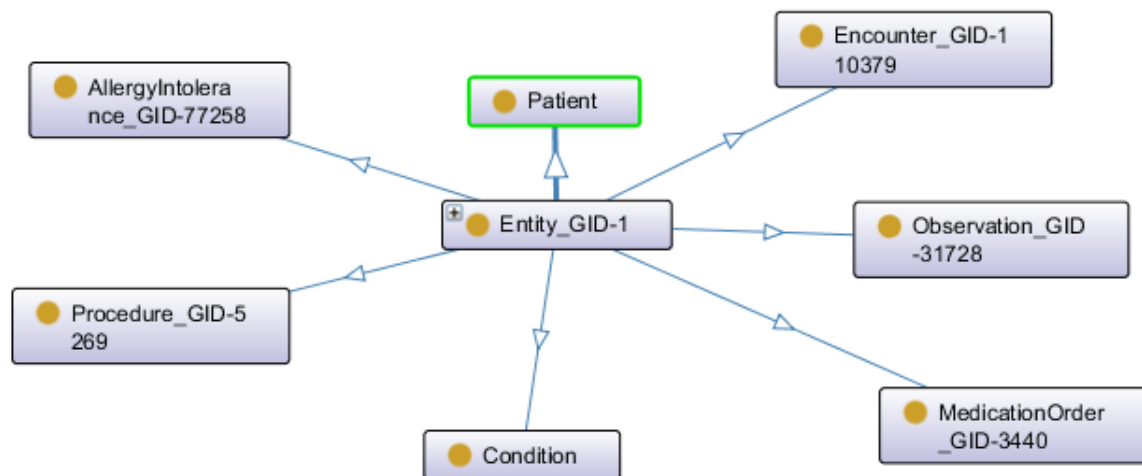 Encounter_GID-1
10379
AllergyIntolera
nce_GID-77258
Patient
Entity_GID-1
Observation_GID
-31728
Procedure_GID-5
269
MedicationOrder
_GID-3440
Condition